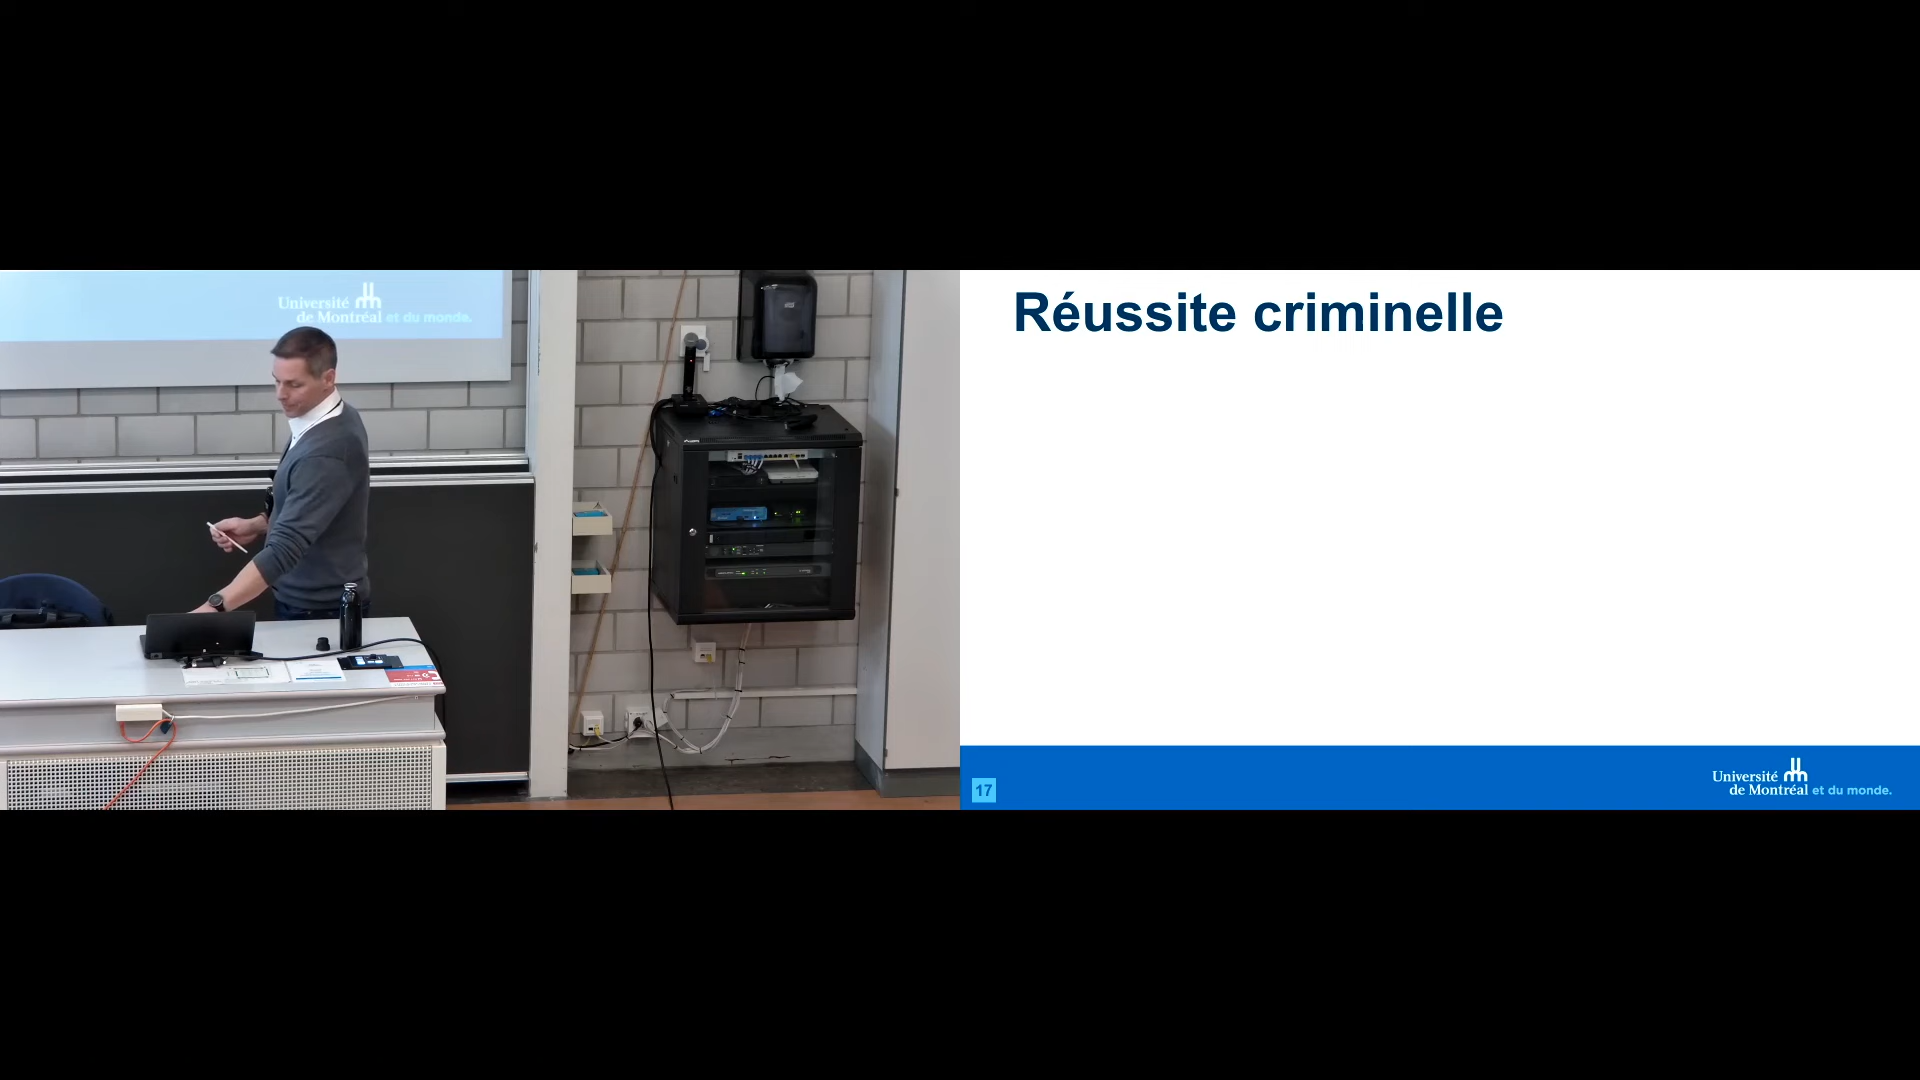 Université
de Montréal et du monde.
Réussite criminelle
17
Université
de Montréal et du monde.